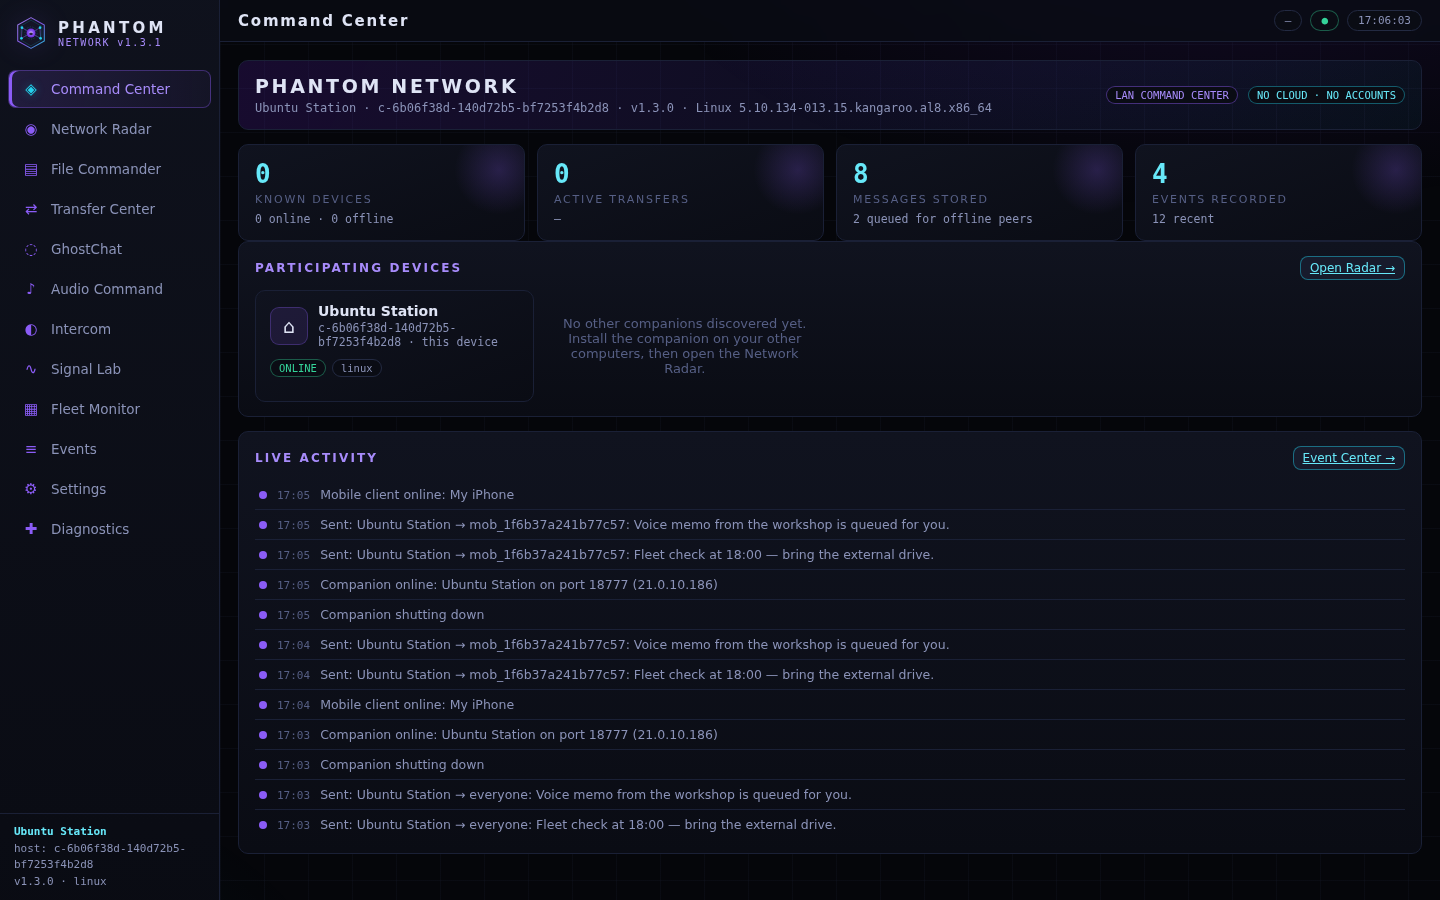 PHANTOM
NETWORK v1.3.1
Command Center
Network Radar
File Commander
Transfer Center
GhostChat
Audio Command
Intercom
Signal Lab
Fleet Monitor
Events
Settings
Diagnostics
Ubuntu Station
host: c-6b06f38d-140d72b5-
bf7253f4b2d8
v1.3.0 · linux
Command Center
—
17:06:03
PHANTOM NETWORK
Ubuntu Station · c-6b06f38d-140d72b5-bf7253f4b2d8 · v1.3.0 · Linux 5.10.134-013.15.kangaroo.al8.x86_64
LAN COMMAND CENTER
NO CLOUD · NO ACCOUNTS
0
KNOWN DEVICES
0 online · 0 offline
0
ACTIVE TRANSFERS
—
8
MESSAGES STORED
2 queued for offline peers
4
EVENTS RECORDED
12 recent
PARTICIPATING DEVICES
Open Radar →
Ubuntu Station
c-6b06f38d-140d72b5-
bf7253f4b2d8 · this device
ONLINE
linux
No other companions discovered yet.
Install the companion on your other
computers, then open the Network
Radar.
LIVE ACTIVITY
Event Center →
17:05 Mobile client online: My iPhone
17:05 Sent: Ubuntu Station → mob_1f6b37a241b77c57: Voice memo from the workshop is queued for you.
17:05 Sent: Ubuntu Station → mob_1f6b37a241b77c57: Fleet check at 18:00 — bring the external drive.
17:05 Companion online: Ubuntu Station on port 18777 (21.0.10.186)
17:05 Companion shutting down
17:04 Sent: Ubuntu Station → mob_1f6b37a241b77c57: Voice memo from the workshop is queued for you.
17:04 Sent: Ubuntu Station → mob_1f6b37a241b77c57: Fleet check at 18:00 — bring the external drive.
17:04 Mobile client online: My iPhone
17:03 Companion online: Ubuntu Station on port 18777 (21.0.10.186)
17:03 Companion shutting down
17:03 Sent: Ubuntu Station → everyone: Voice memo from the workshop is queued for you.
17:03 Sent: Ubuntu Station → everyone: Fleet check at 18:00 — bring the external drive.